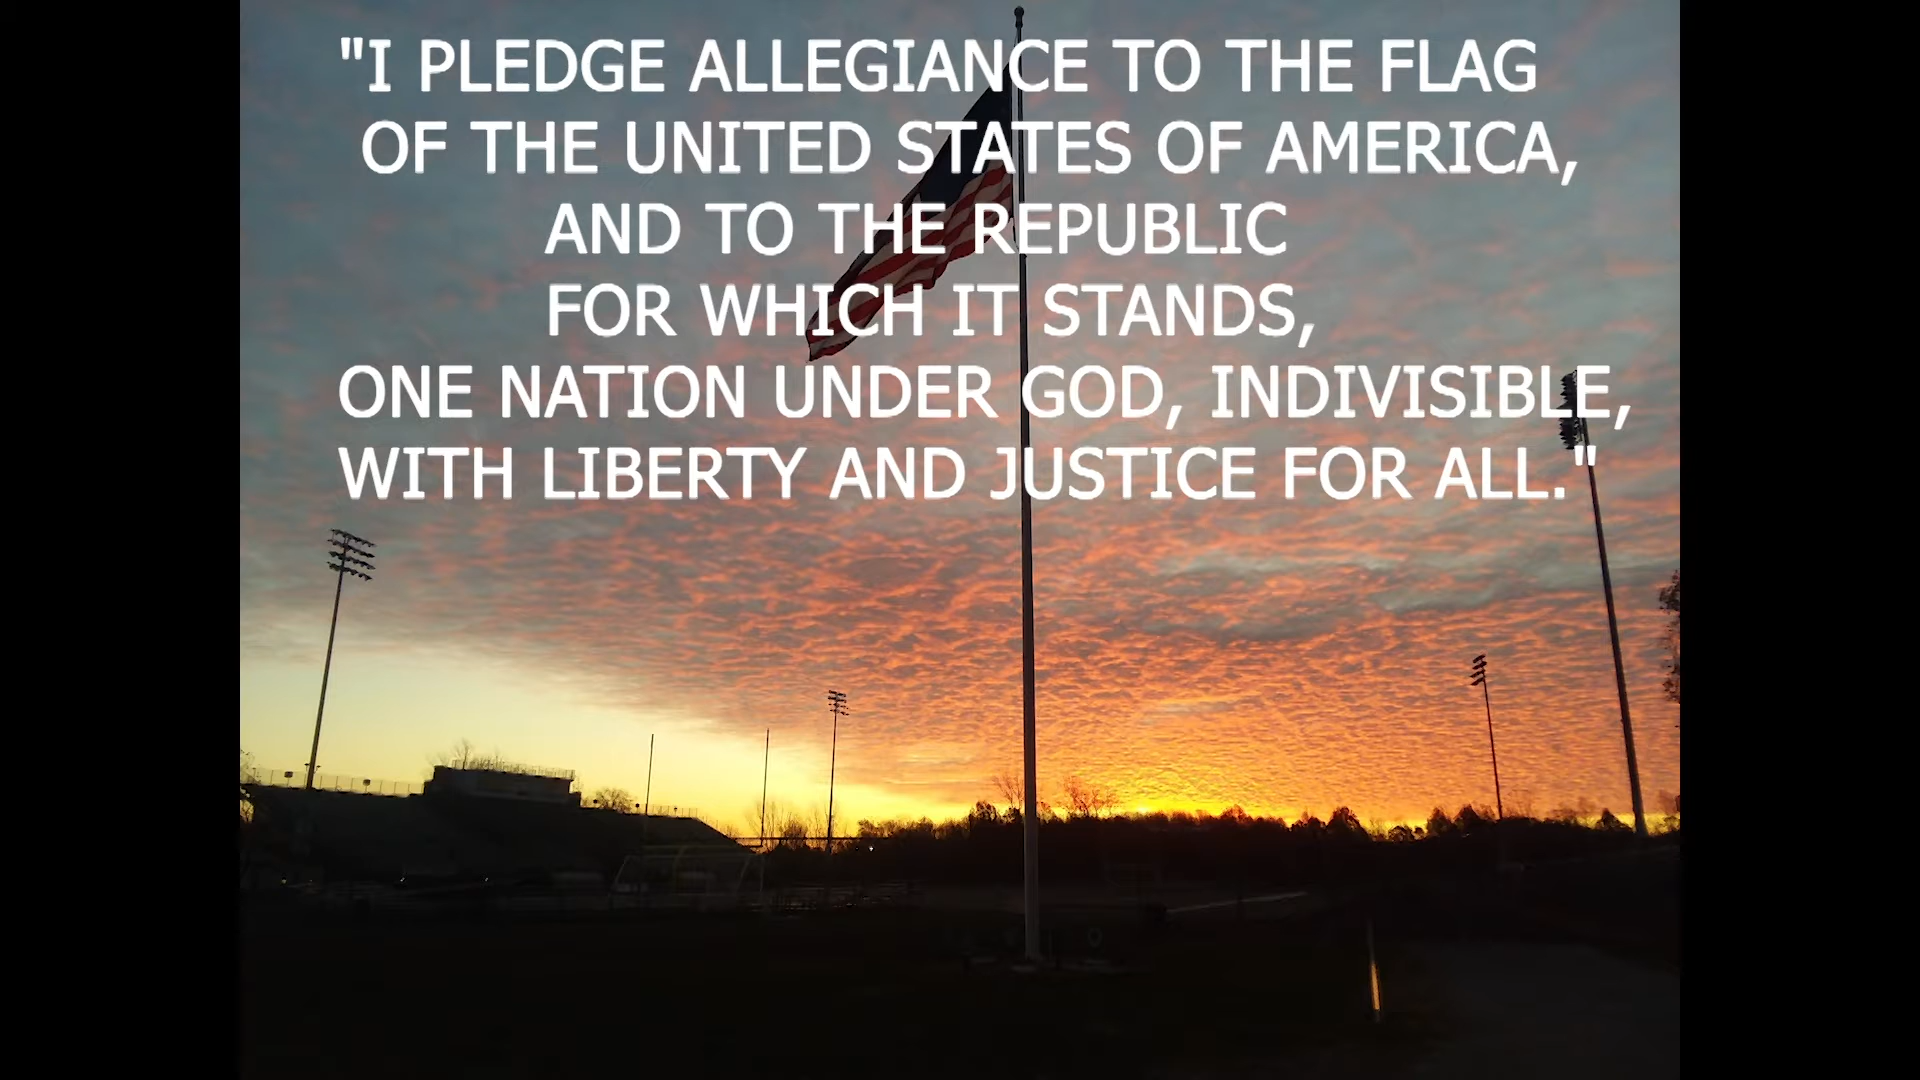 "I PLEDGE ALLEGIANCE TO THE FLAG
OF THE UNITED STATES OF AMERICA,
AND TO THE REPUBLIC
FOR WHICH IT STANDS,
ONE NATION UNDER GOD, INDIVISIBLE,
WITH LIBERTY AND JUSTICE FOR ALL."